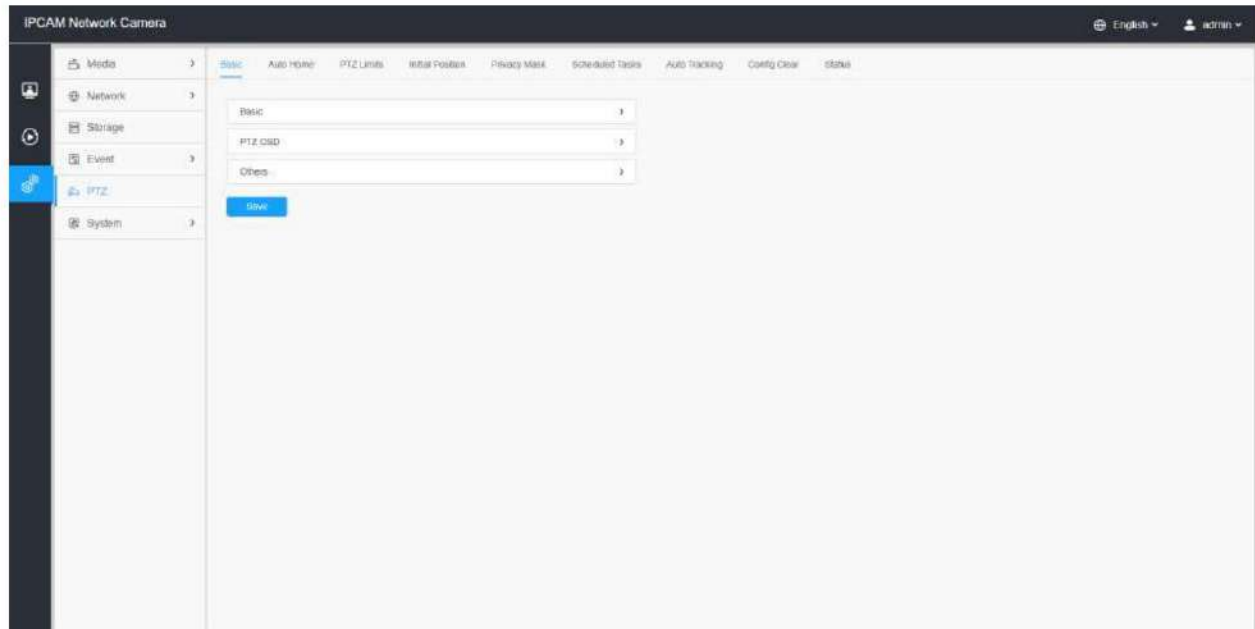 IPCAM Network Camera
English
admin
Media
Network
Storage
Event
PTZ
System
Basic
Auto Home
PTZ Limits
Initial Position
Privacy Mask
Scheduled Tasks
Auto Tracking
Config Clear
Status
Basic
PTZ OSD
Others
Save